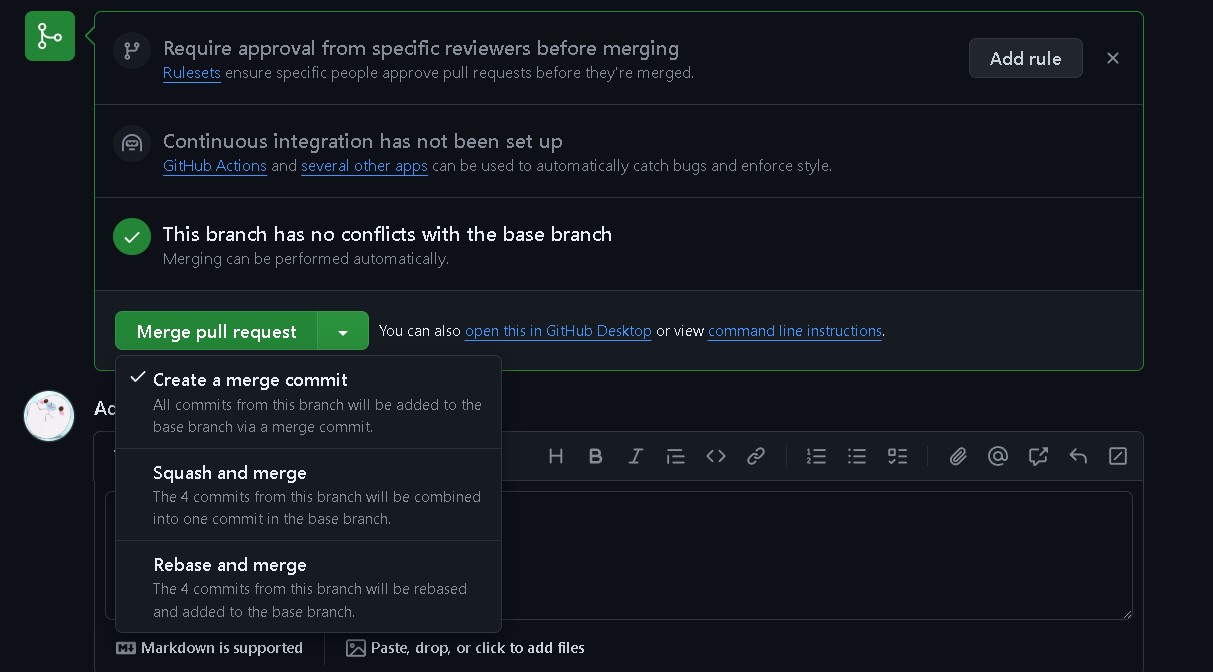 Require approval from specific reviewers before merging
Rulesets ensure specific people approve pull requests before they're merged.
Add rule
Continuous integration has not been set up
GitHub Actions and several other apps can be used to automatically catch bugs and enforce style.
This branch has no conflicts with the base branch
Merging can be performed automatically.
Merge pull request
You can also open this in GitHub Desktop or view command line instructions.
Create a merge commit
All commits from this branch will be added to the
base branch via a merge commit.
Squash and merge
The 4 commits from this branch will be combined
into one commit in the base branch.
Rebase and merge
The 4 commits from this branch will be rebased
and added to the base branch.
Markdown is supported
Paste, drop, or click to add files